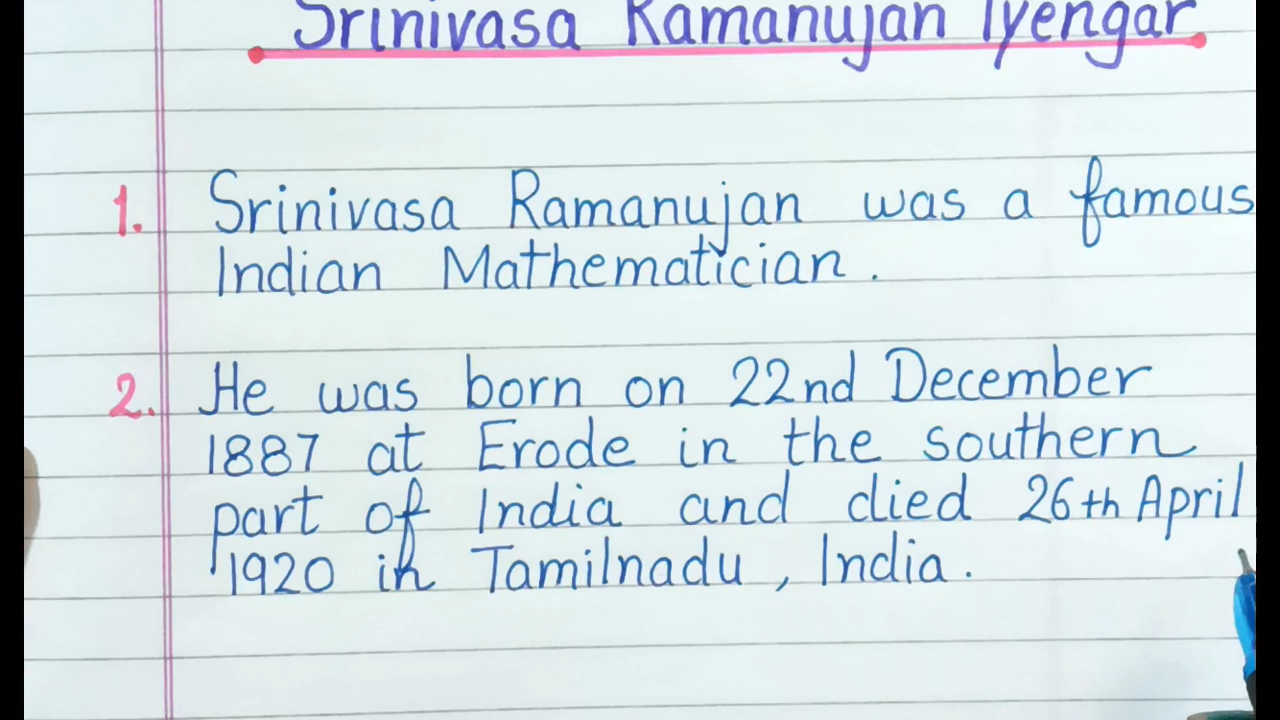 Srinivasa Ramanujan Iyengar
1. Srinivasa Ramanujan was a famous
Indian Mathematician.
2. He was born on 22nd December
1887 at Erode in the southern
part of India and died 26th April
1920 in Tamilnadu, India.